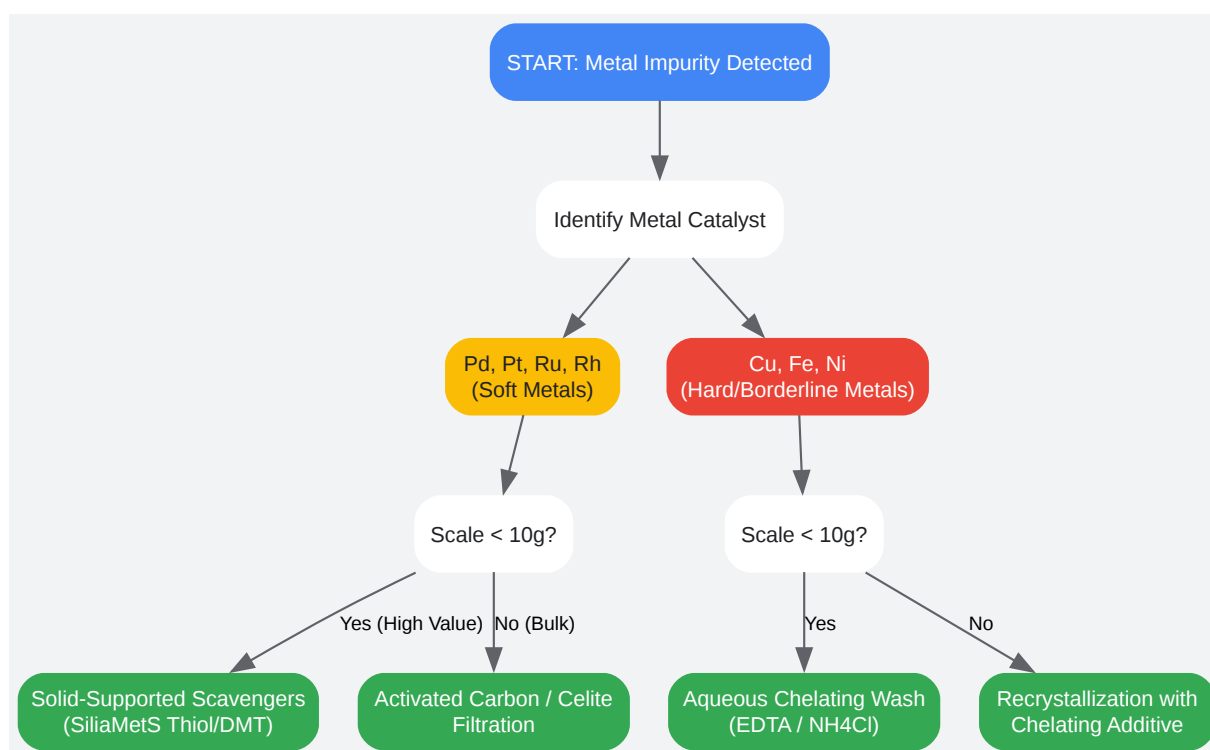 START: Metal Impurity Detected
Identify Metal Catalyst
Pd, Pt, Ru, Rh
(Soft Metals)
Cu, Fe, Ni
(Hard/Borderline Metals)
Scale < 10g?
Scale < 10g?
Yes (High Value)
No (Bulk)
Yes
No
Solid-Supported Scavengers
(SiliaMetS Thiol/DMT)
Activated Carbon / Celite
Filtration
Aqueous Chelating Wash
(EDTA / NH4Cl)
Recrystallization with
Chelating Additive